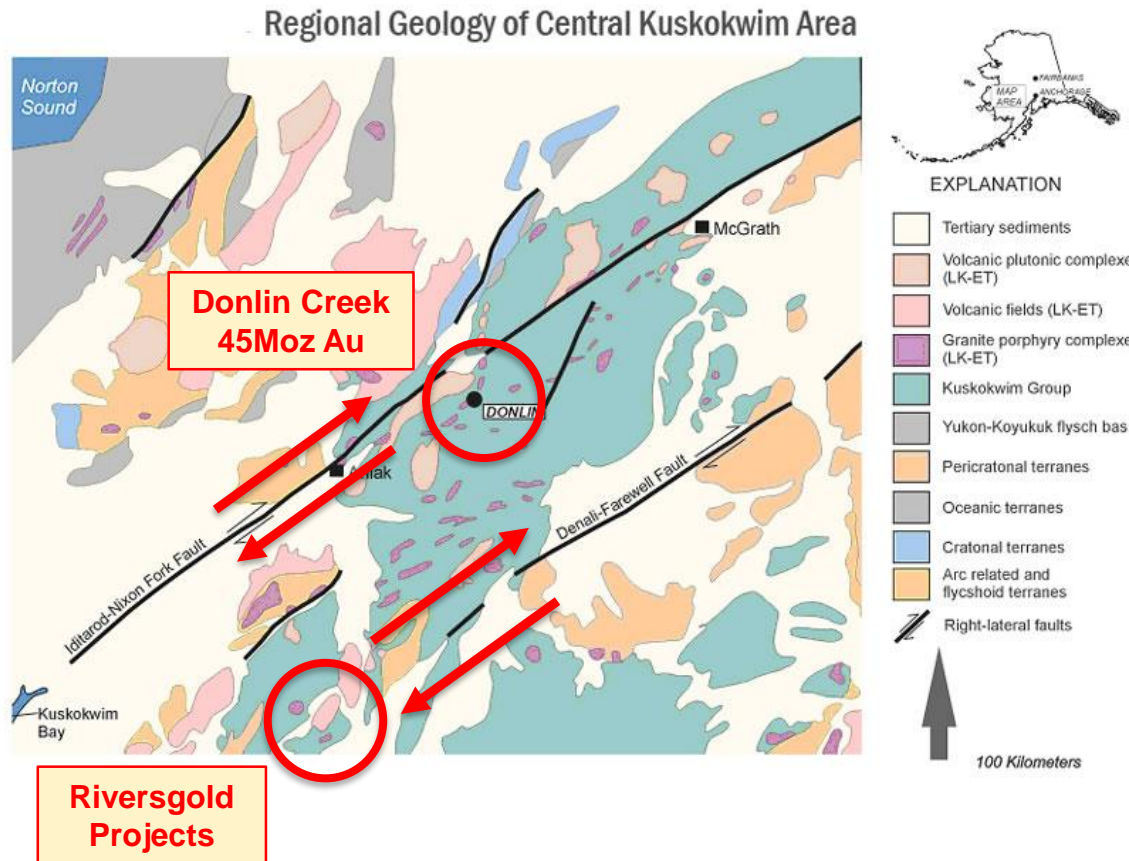 Regional Geology of Central Kuskokwim Area
Norton
Sound
McGrath
Donlin Creek
45Moz Au
DONLIN
Iditarod-Nixon Fork Fault
Denali-Farewell Fault
Kuskokwim
Bay
Riversgold
Projects
FAIRBANKS
ANCHORAGE
MAP
AREA
EXPLANATION
Tertiary sediments
Volcanic plutonic complexe
(LK-ET)
Volcanic fields (LK-ET)
Granite porphyry complexe
(LK-ET)
Kuskokwim Group
Yukon-Koyukuk flysch bas
Pericratonal terranes
Oceanic terranes
Cratonal terranes
Arc related and
flycshoid terranes
Right-lateral faults
100 Kilometers